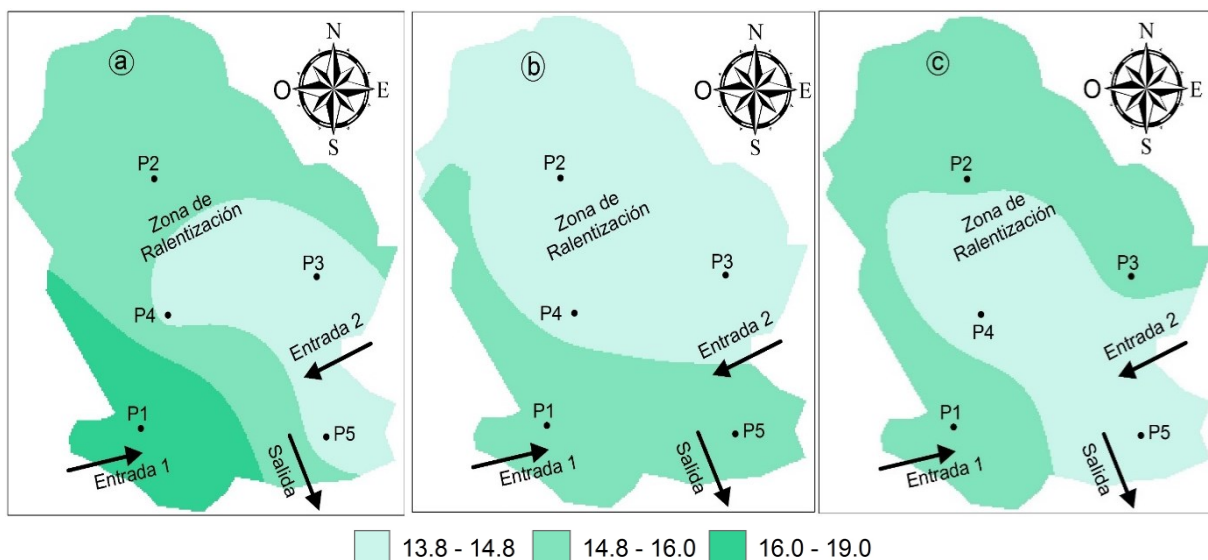 a
N
O
E
S
P2
Zona de
Ralentización
P3
P4
Entrada 2
P1
P5
Entrada 1
Salida
b
N
O
E
S
P2
Zona de
Ralentización
P3
P4
Entrada 2
P1
P5
Entrada 1
Salida
c
N
O
E
S
P2
Zona de
Ralentización
P3
P4
Entrada 2
P1
P5
Entrada 1
Salida
13.8 - 14.8
14.8 - 16.0
16.0 - 19.0